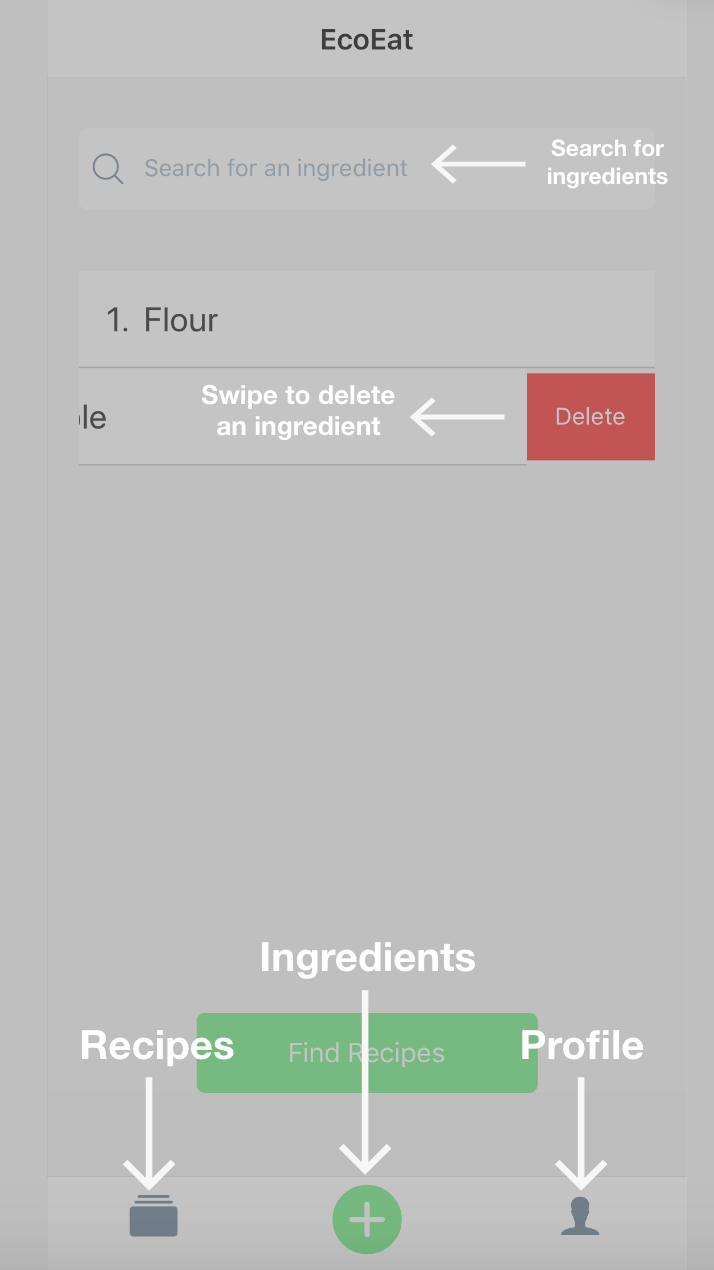 EcoEat
Search for an ingredient
Search for
ingredients
1. Flour
Swipe to delete
an ingredient
Delete
Ingredients
Recipes
Find Recipes
Profile